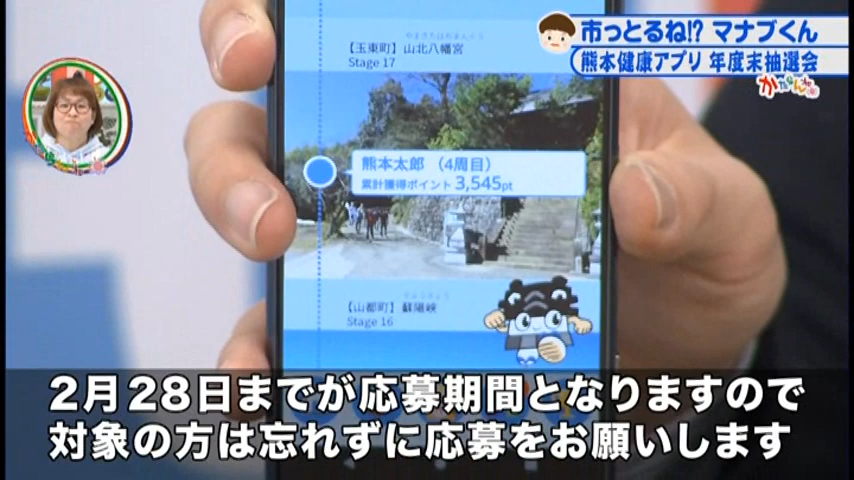 市っとるね!? マナブくん
熊本健康アプリ 年度末抽選会
かたらんね
やまきたはちまんぐう
【玉東町】山北八幡宮
Stage 17
熊本太郎 (4周目)
累計獲得ポイント 3,545pt
そようきょう
【山都町】蘇陽峡
Stage 16
2月28日までが応募期間となりますので
対象の方は忘れずに応募をお願いします